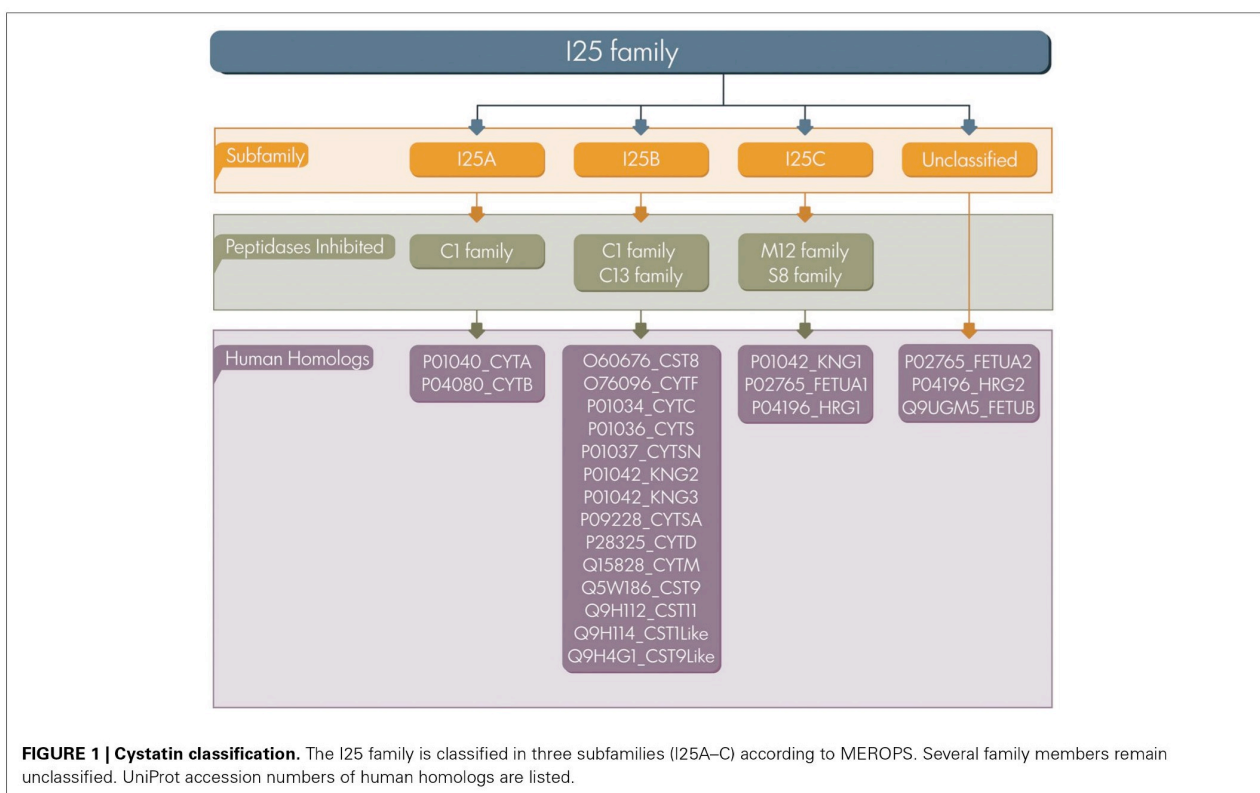 I25 family
Subfamily
I25A
I25B
I25C
Unclassified
Peptidases Inhibited
C1 family
C1 family
C13 family
M12 family
S8 family
Human Homologs
P01040_CYTA
P04080_CYTB
O60676_CST8
O76096_CYTF
P01034_CYTC
P01036_CYTS
P01037_CYTSN
P01042_KNG2
P01042_KNG3
P09228_CYTSA
P28325_CYTD
Q15828_CYTM
Q5W186_CST9
Q9H112_CST11
Q9H114_CST1Like
Q9H4G1_CST9Like
P01042_KNG1
P02765_FETUA1
P04196_HRG1
P02765_FETUA2
P04196_HRG2
Q9UGM5_FETUB
FIGURE 1 | Cystatin classification. The I25 family is classified in three subfamilies (I25A–C) according to MEROPS. Several family members remain
unclassified. UniProt accession numbers of human homologs are listed.